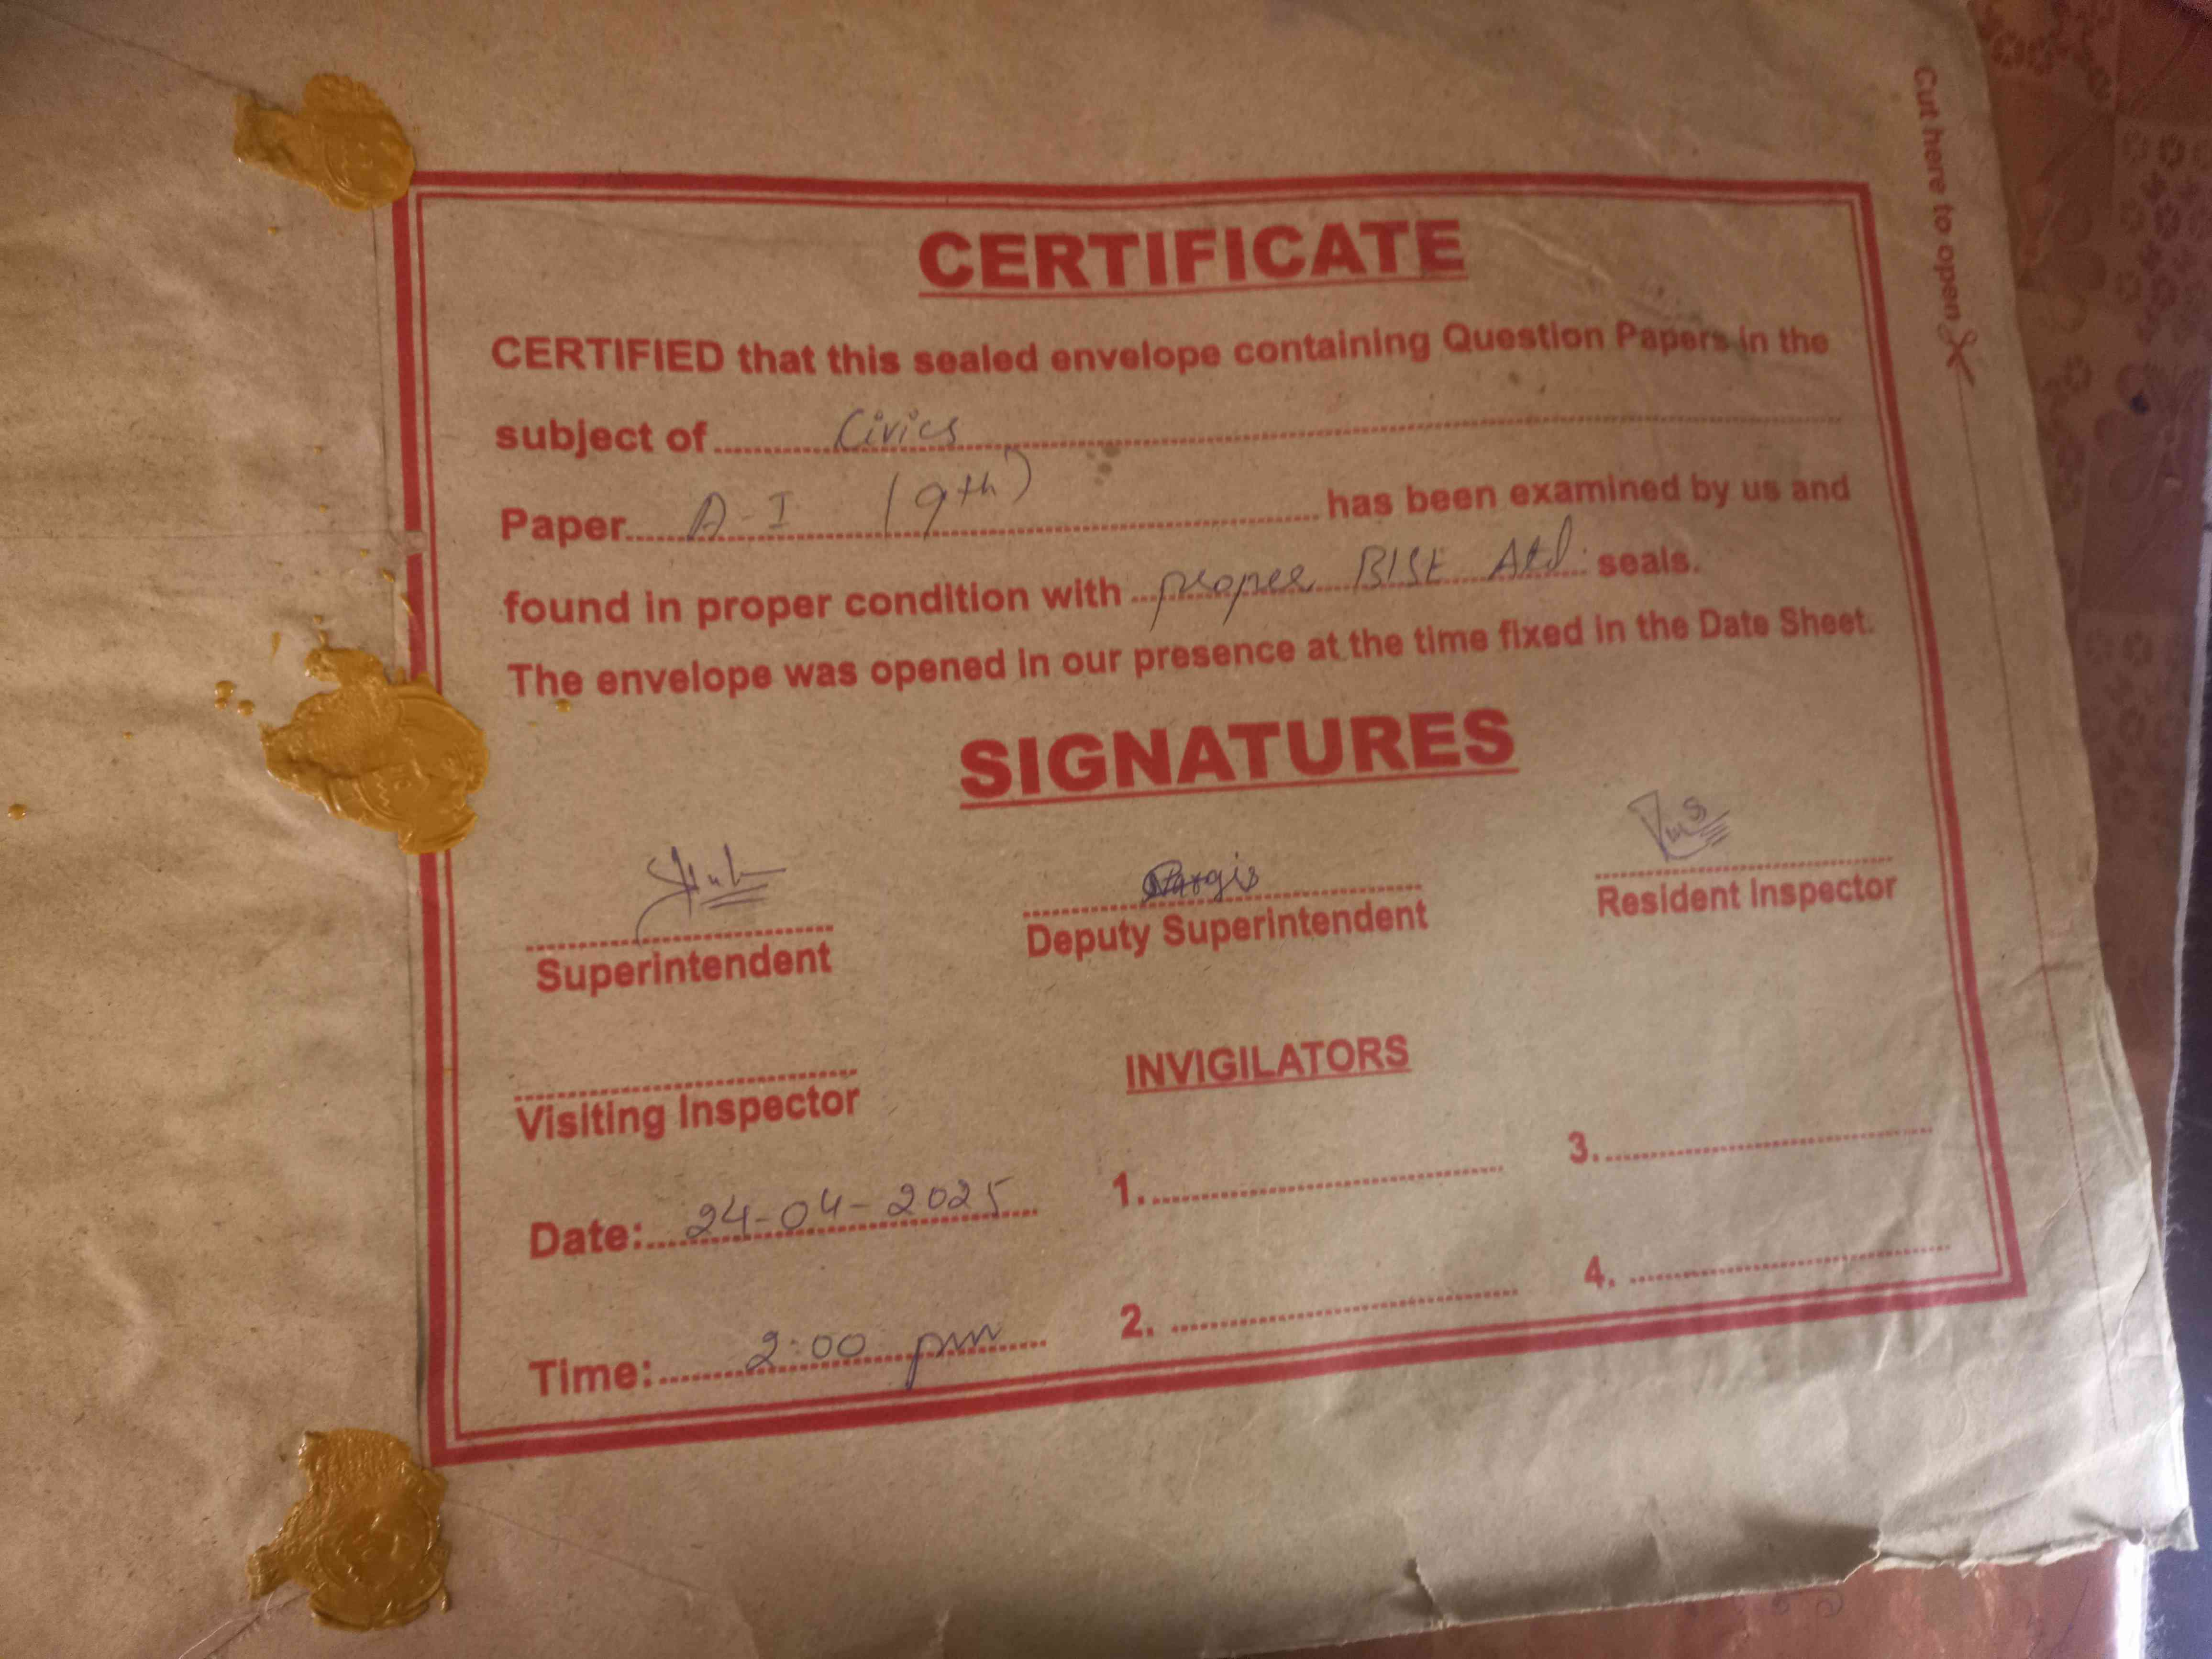 Cut here to open
CERTIFICATE
CERTIFIED that this sealed envelope containing Question Papers in the
subject of Civics
Paper A-I (9th) has been examined by us and
found in proper condition with proper BISE Atd: seals.
The envelope was opened in our presence at the time fixed in the Date Sheet.
SIGNATURES
Nargis
Superintendent Deputy Superintendent Resident Inspector
Visiting Inspector
INVIGILATORS
Date: 24-04-2025 1. 3.
Time: 2:00 pm 2. 4.